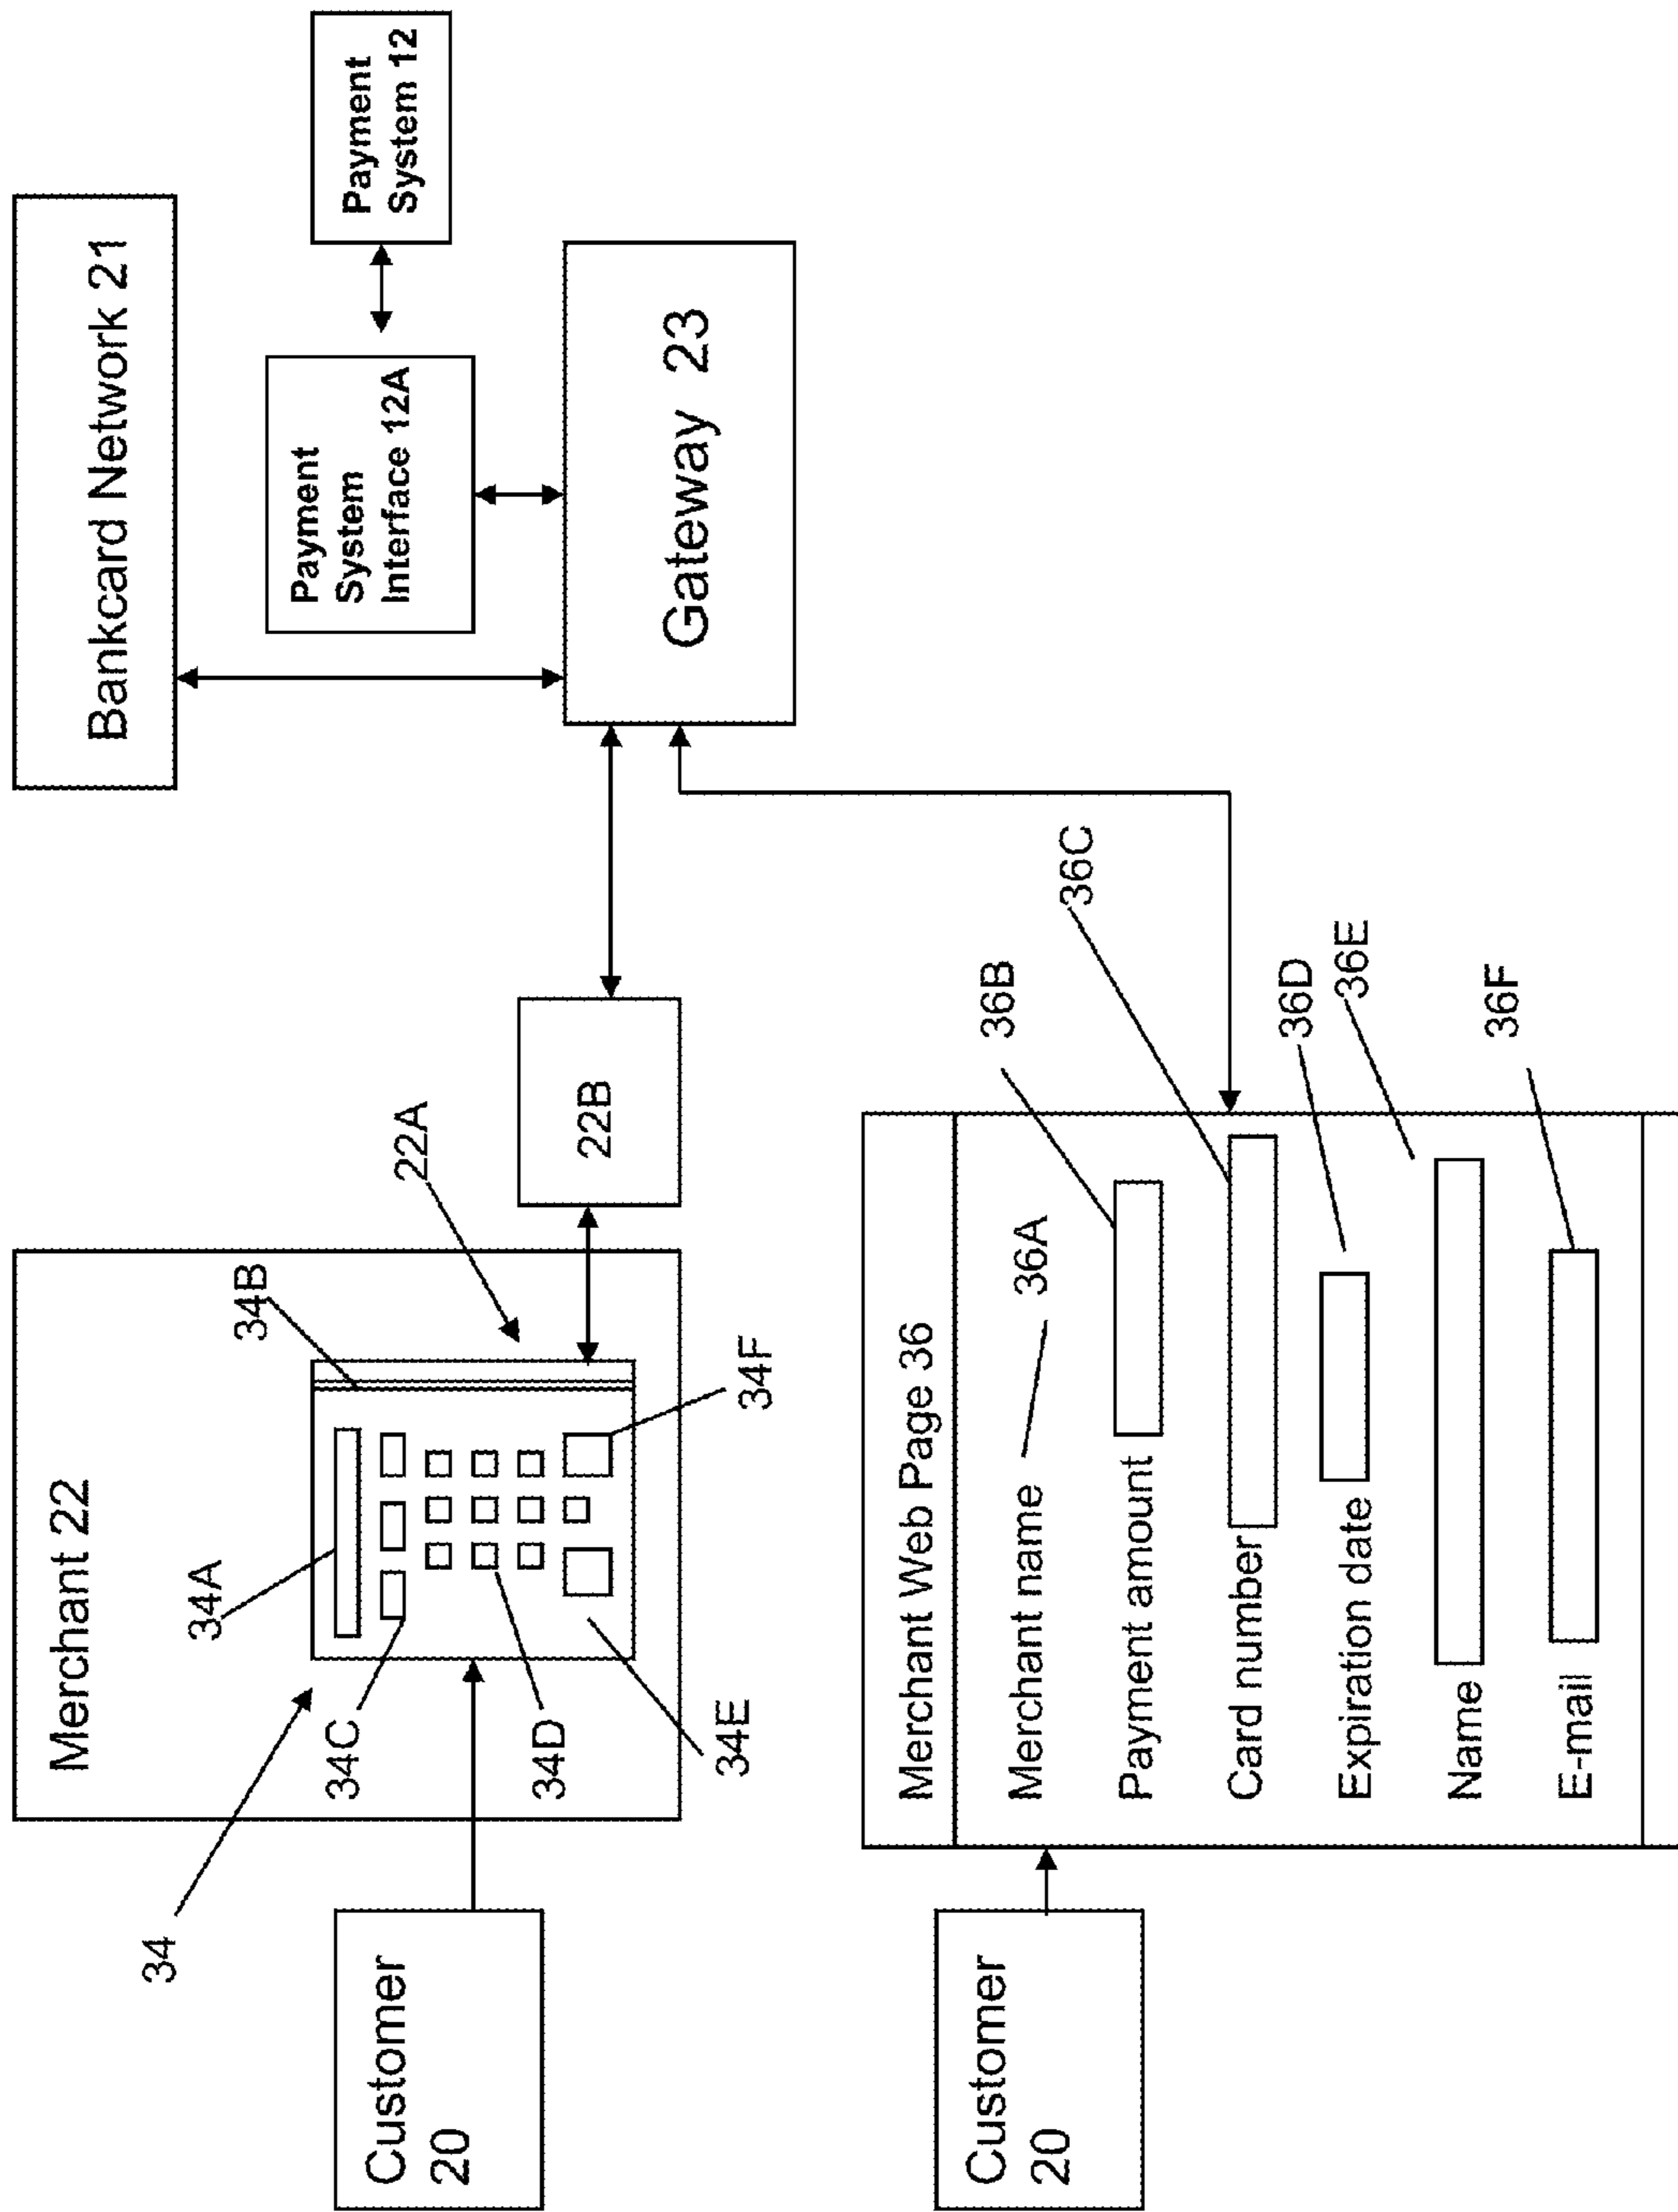 Merchant 22
34A
34B
22A
34
34C
34D
34E
34F
22B
Customer
20
Bankcard Network 21
Payment
System
Interface 12A
Payment
System 12
Gateway 23
Customer
20
Merchant Web Page 36
Merchant name
36A
Payment amount
36B
Card number
36C
Expiration date
36D
Name
36E
E-mail
36F